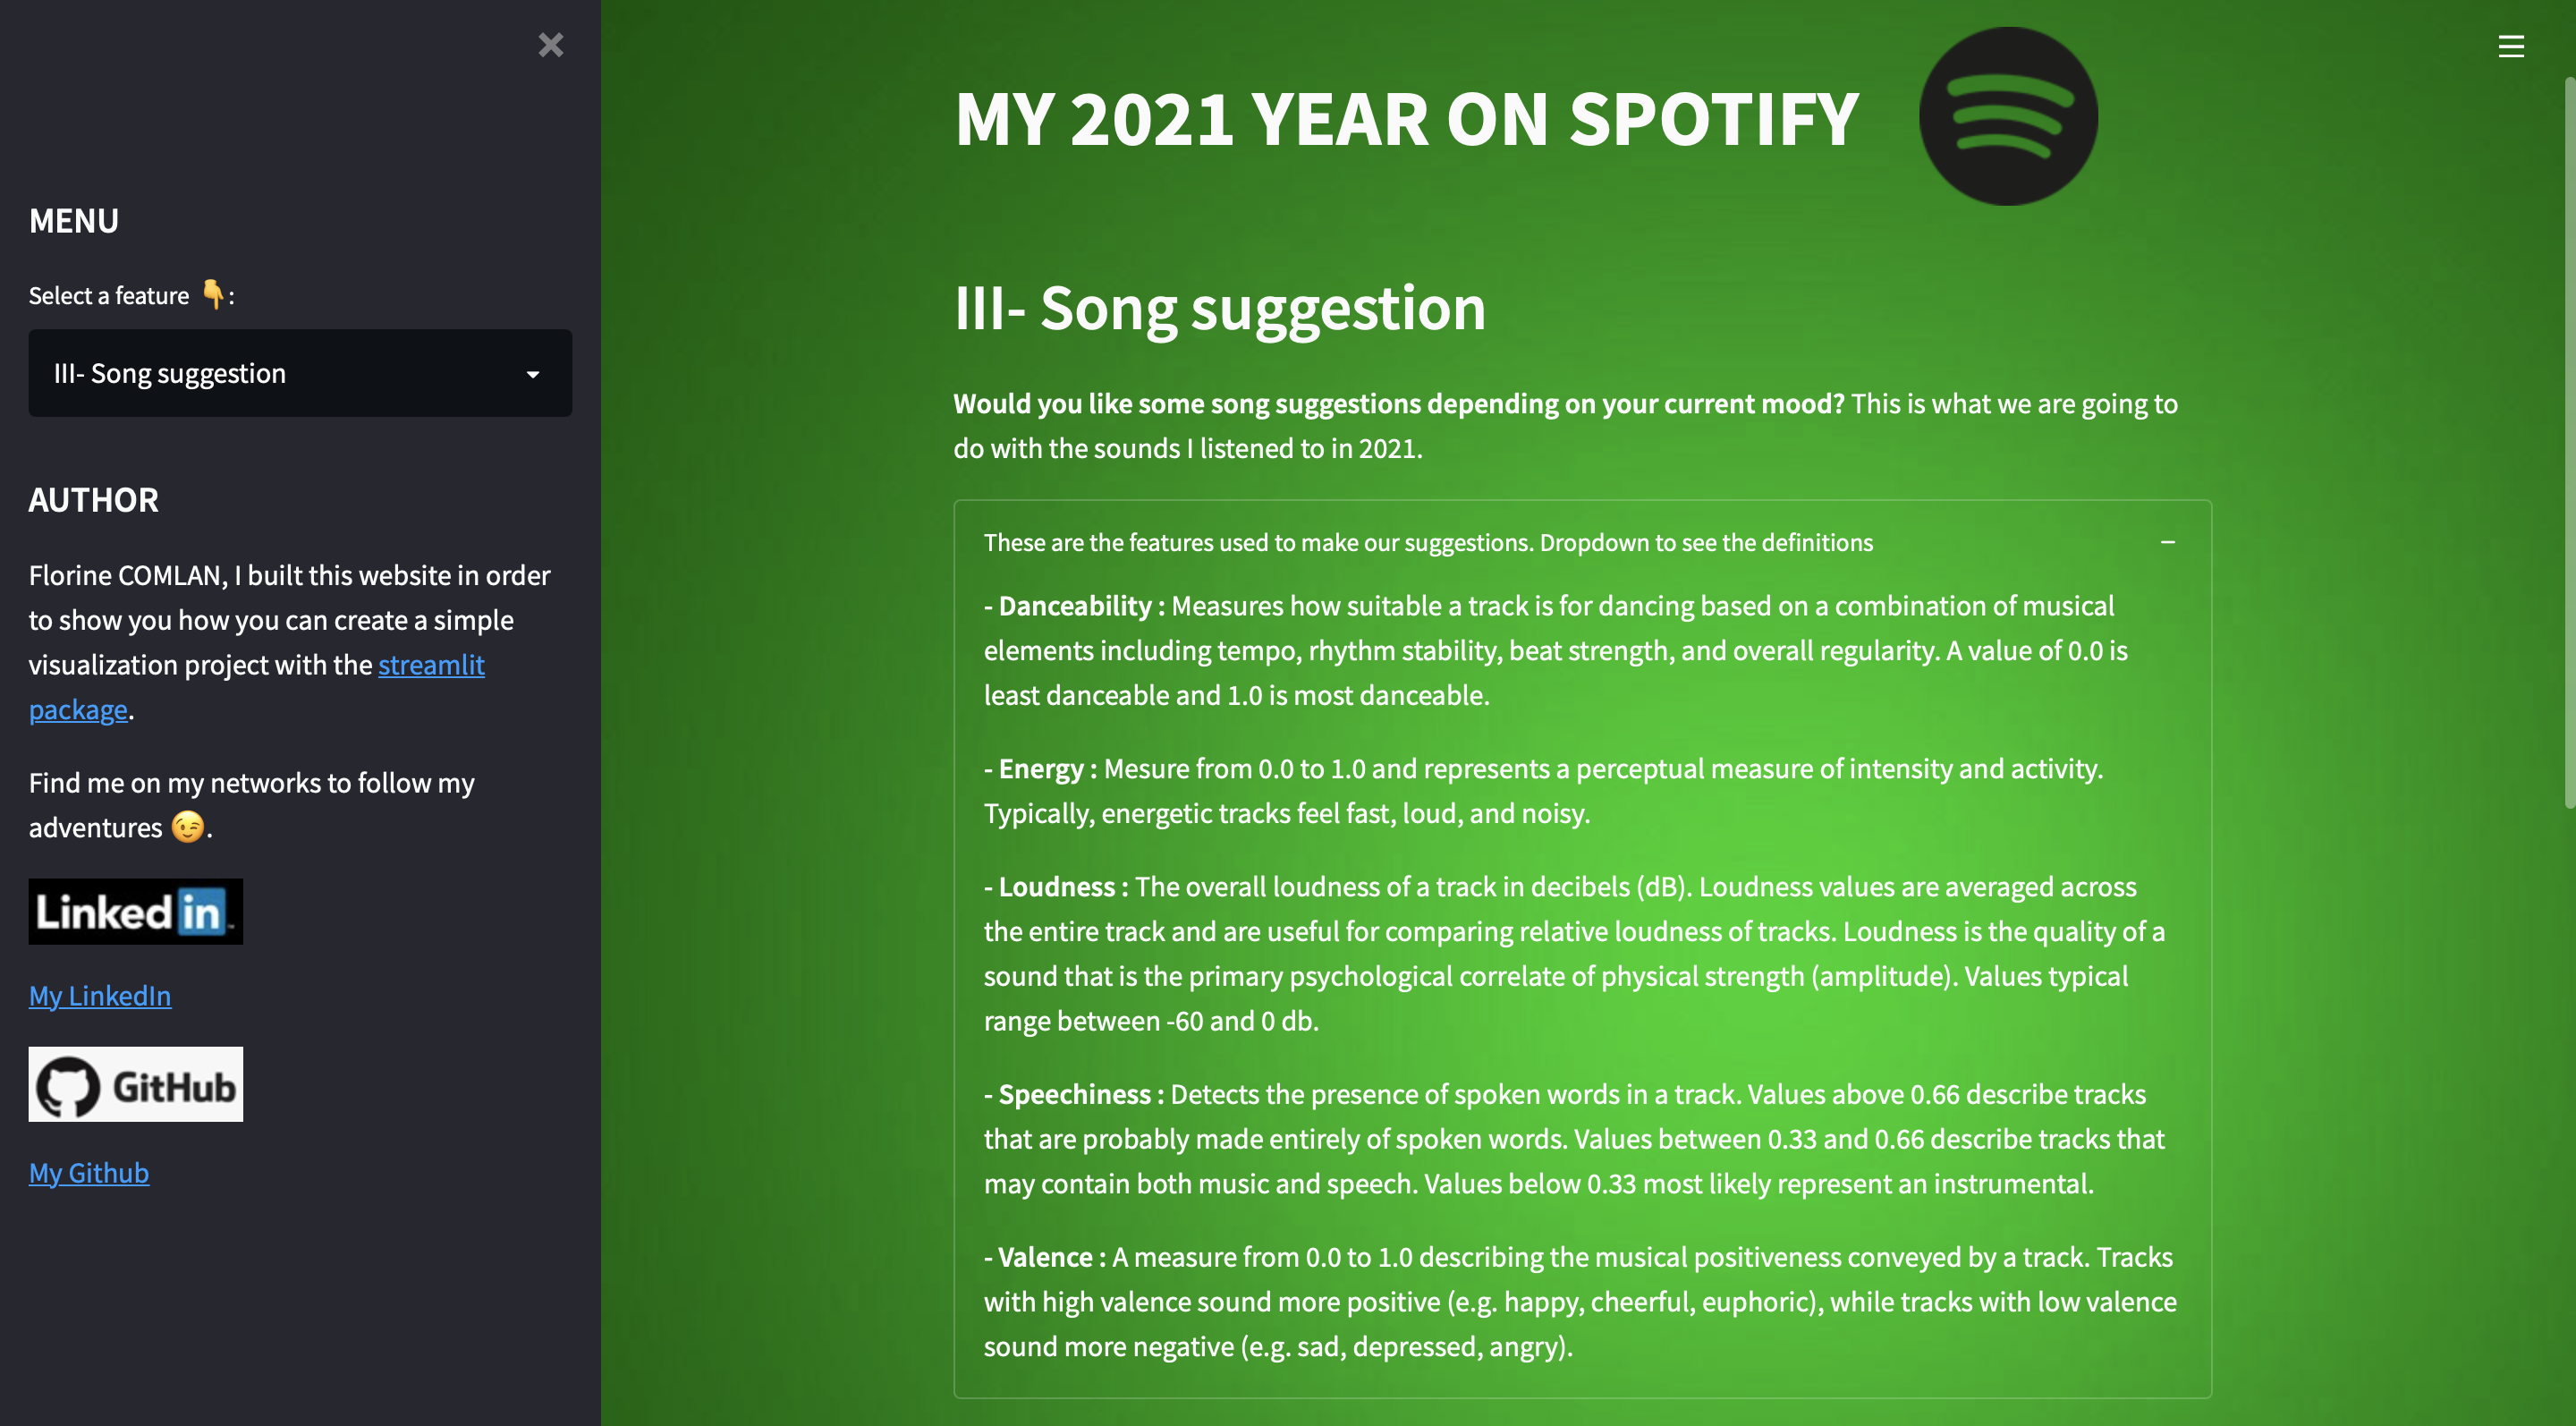 MENU
Select a feature 👇:
III- Song suggestion
AUTHOR
Florine COMLAN, I built this website in order
to show you how you can create a simple
visualization project with the streamlit
package.
Find me on my networks to follow my
adventures 😉.
Linked in
My LinkedIn
GitHub
My Github
MY 2021 YEAR ON SPOTIFY
III- Song suggestion
Would you like some song suggestions depending on your current mood? This is what we are going to
do with the sounds I listened to in 2021.
These are the features used to make our suggestions. Dropdown to see the definitions
- Danceability : Measures how suitable a track is for dancing based on a combination of musical
elements including tempo, rhythm stability, beat strength, and overall regularity. A value of 0.0 is
least danceable and 1.0 is most danceable.
- Energy : Mesure from 0.0 to 1.0 and represents a perceptual measure of intensity and activity.
Typically, energetic tracks feel fast, loud, and noisy.
- Loudness : The overall loudness of a track in decibels (dB). Loudness values are averaged across
the entire track and are useful for comparing relative loudness of tracks. Loudness is the quality of a
sound that is the primary psychological correlate of physical strength (amplitude). Values typical
range between -60 and 0 db.
- Speechiness : Detects the presence of spoken words in a track. Values above 0.66 describe tracks
that are probably made entirely of spoken words. Values between 0.33 and 0.66 describe tracks that
may contain both music and speech. Values below 0.33 most likely represent an instrumental.
- Valence : A measure from 0.0 to 1.0 describing the musical positiveness conveyed by a track. Tracks
with high valence sound more positive (e.g. happy, cheerful, euphoric), while tracks with low valence
sound more negative (e.g. sad, depressed, angry).